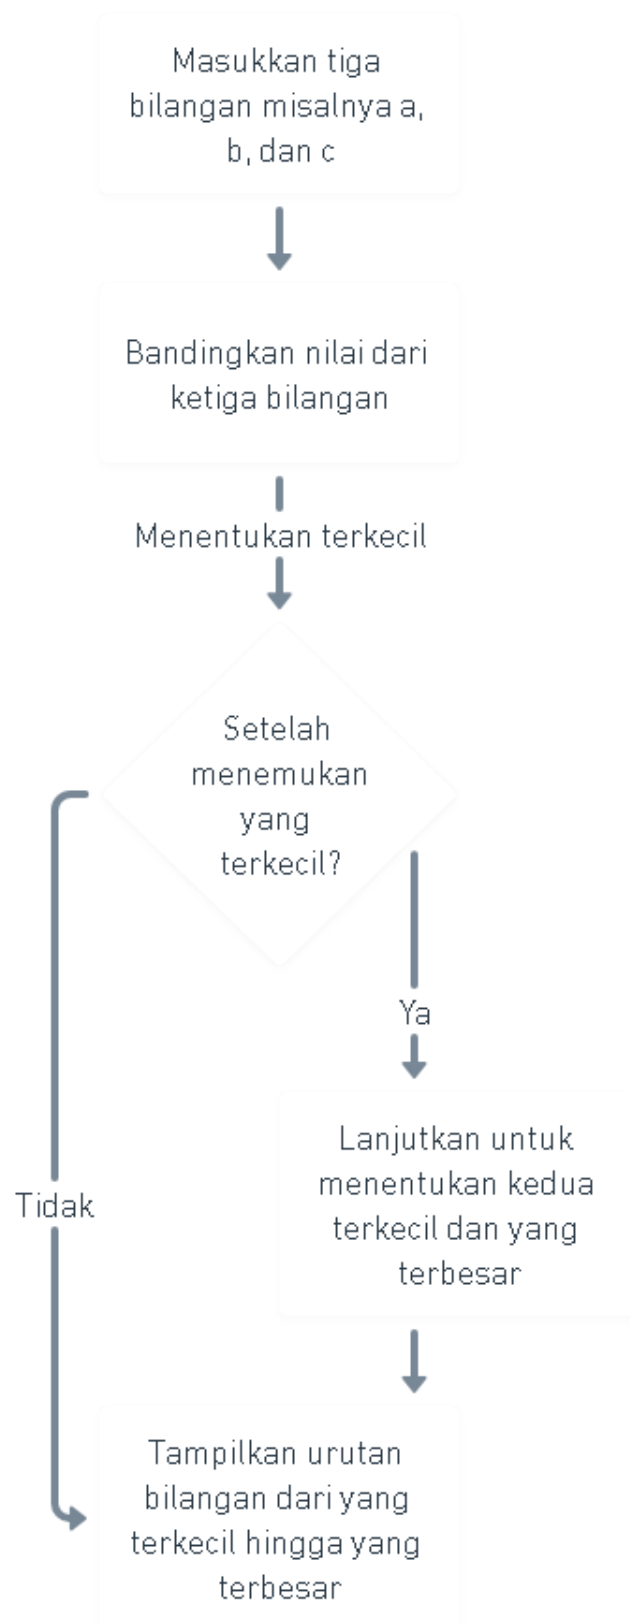 Masukkan tiga
bilangan misalnya a,
b, dan c
Bandingkan nilai dari
ketiga bilangan
Menentukan terkecil
Setelah
menemukan
yang
terkecil?
Ya
Lanjutkan untuk
menentukan kedua
terkecil dan yang
terbesar
Tidak
Tampilkan urutan
bilangan dari yang
terkecil hingga yang
terbesar